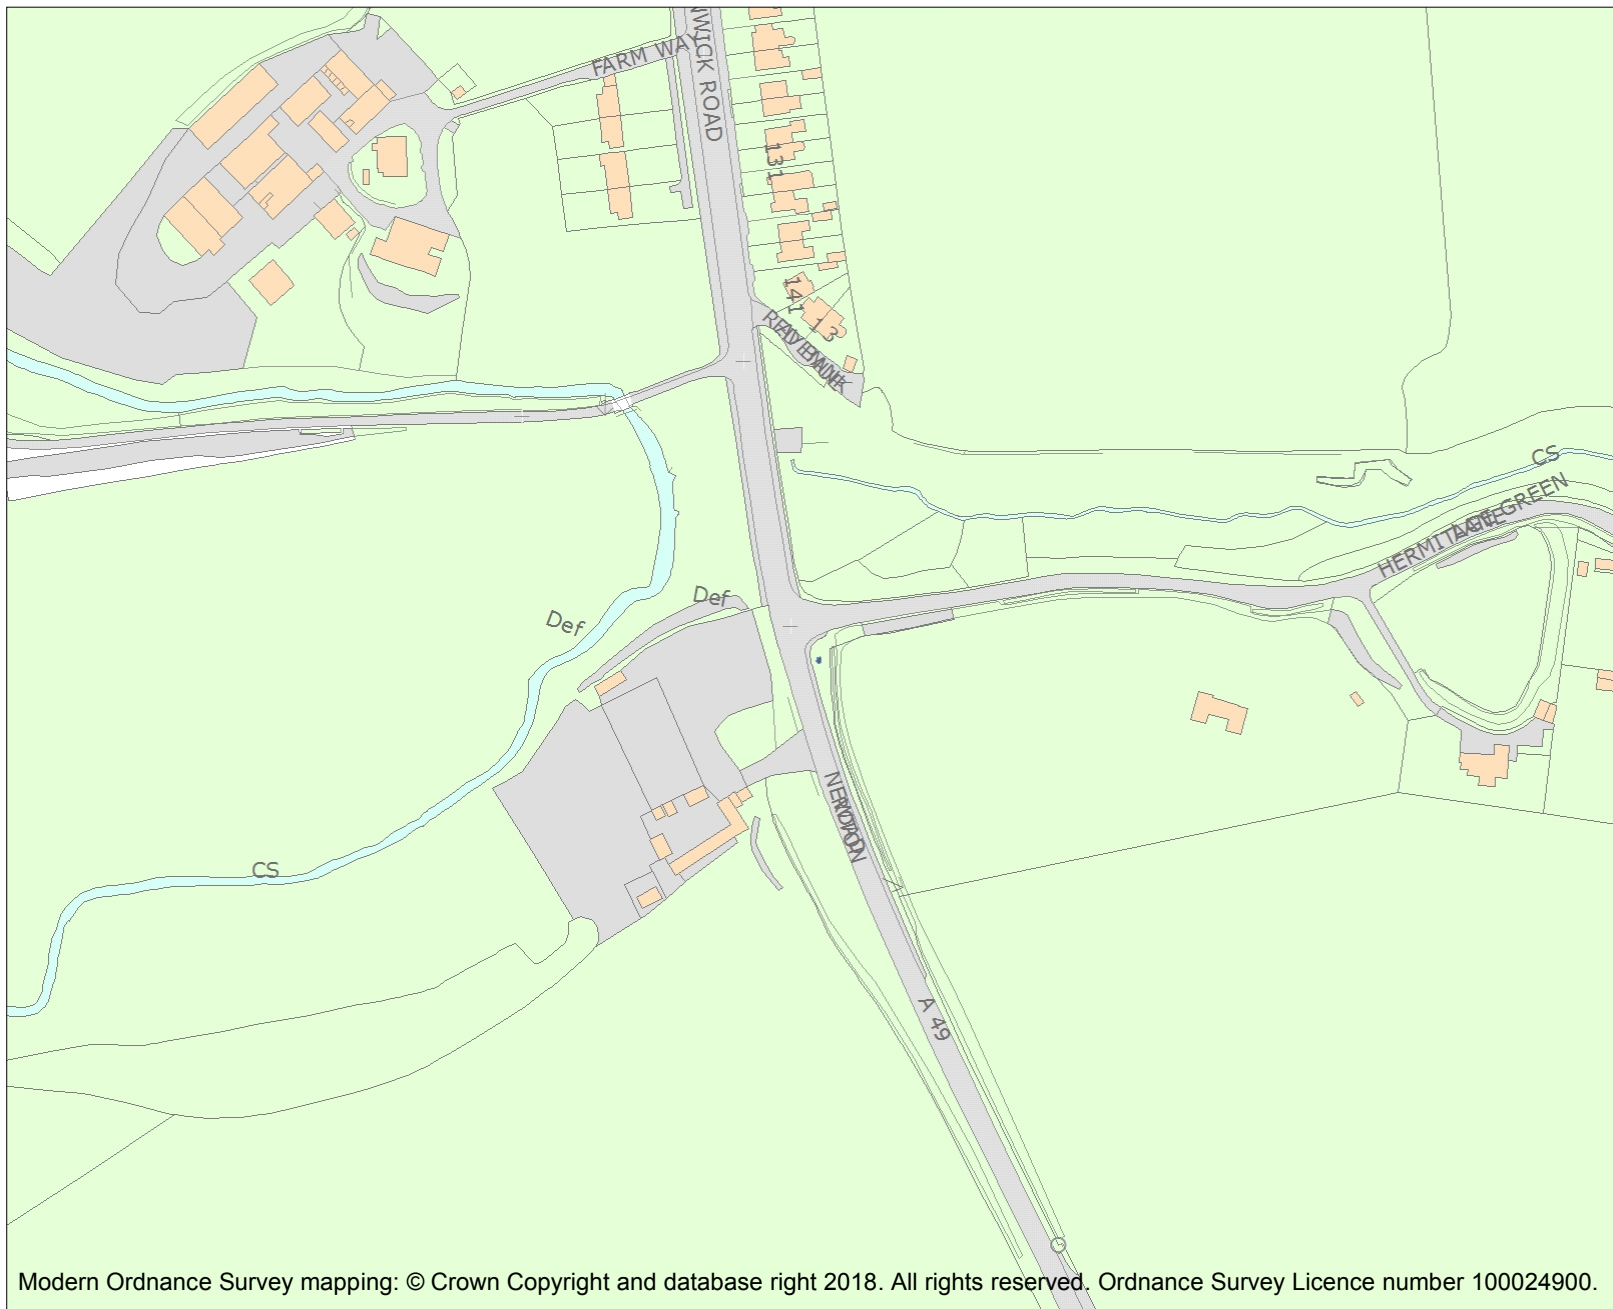 FARM WAY
NWICK ROAD
131
141
13
CS
HERMITAGE GREEN
Def
Def
CS
A 49
Modern Ordnance Survey mapping: © Crown Copyright and database right 2018. All rights reserved. Ordnance Survey Licence number 100024900.